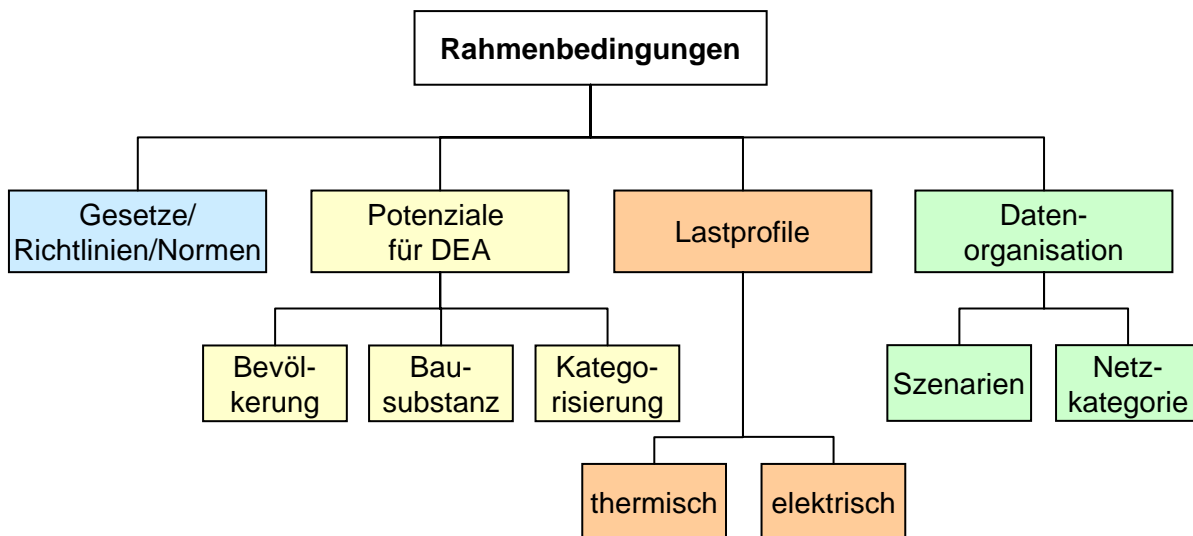 Rahmenbedingungen
Gesetze/
Richtlinien/Normen
Potenziale
für DEA
Lastprofile
Daten-
organisation
Bevöl-
kerung
Bau-
substanz
Katego-
risierung
Szenarien
Netz-
kategorie
thermisch
elektrisch